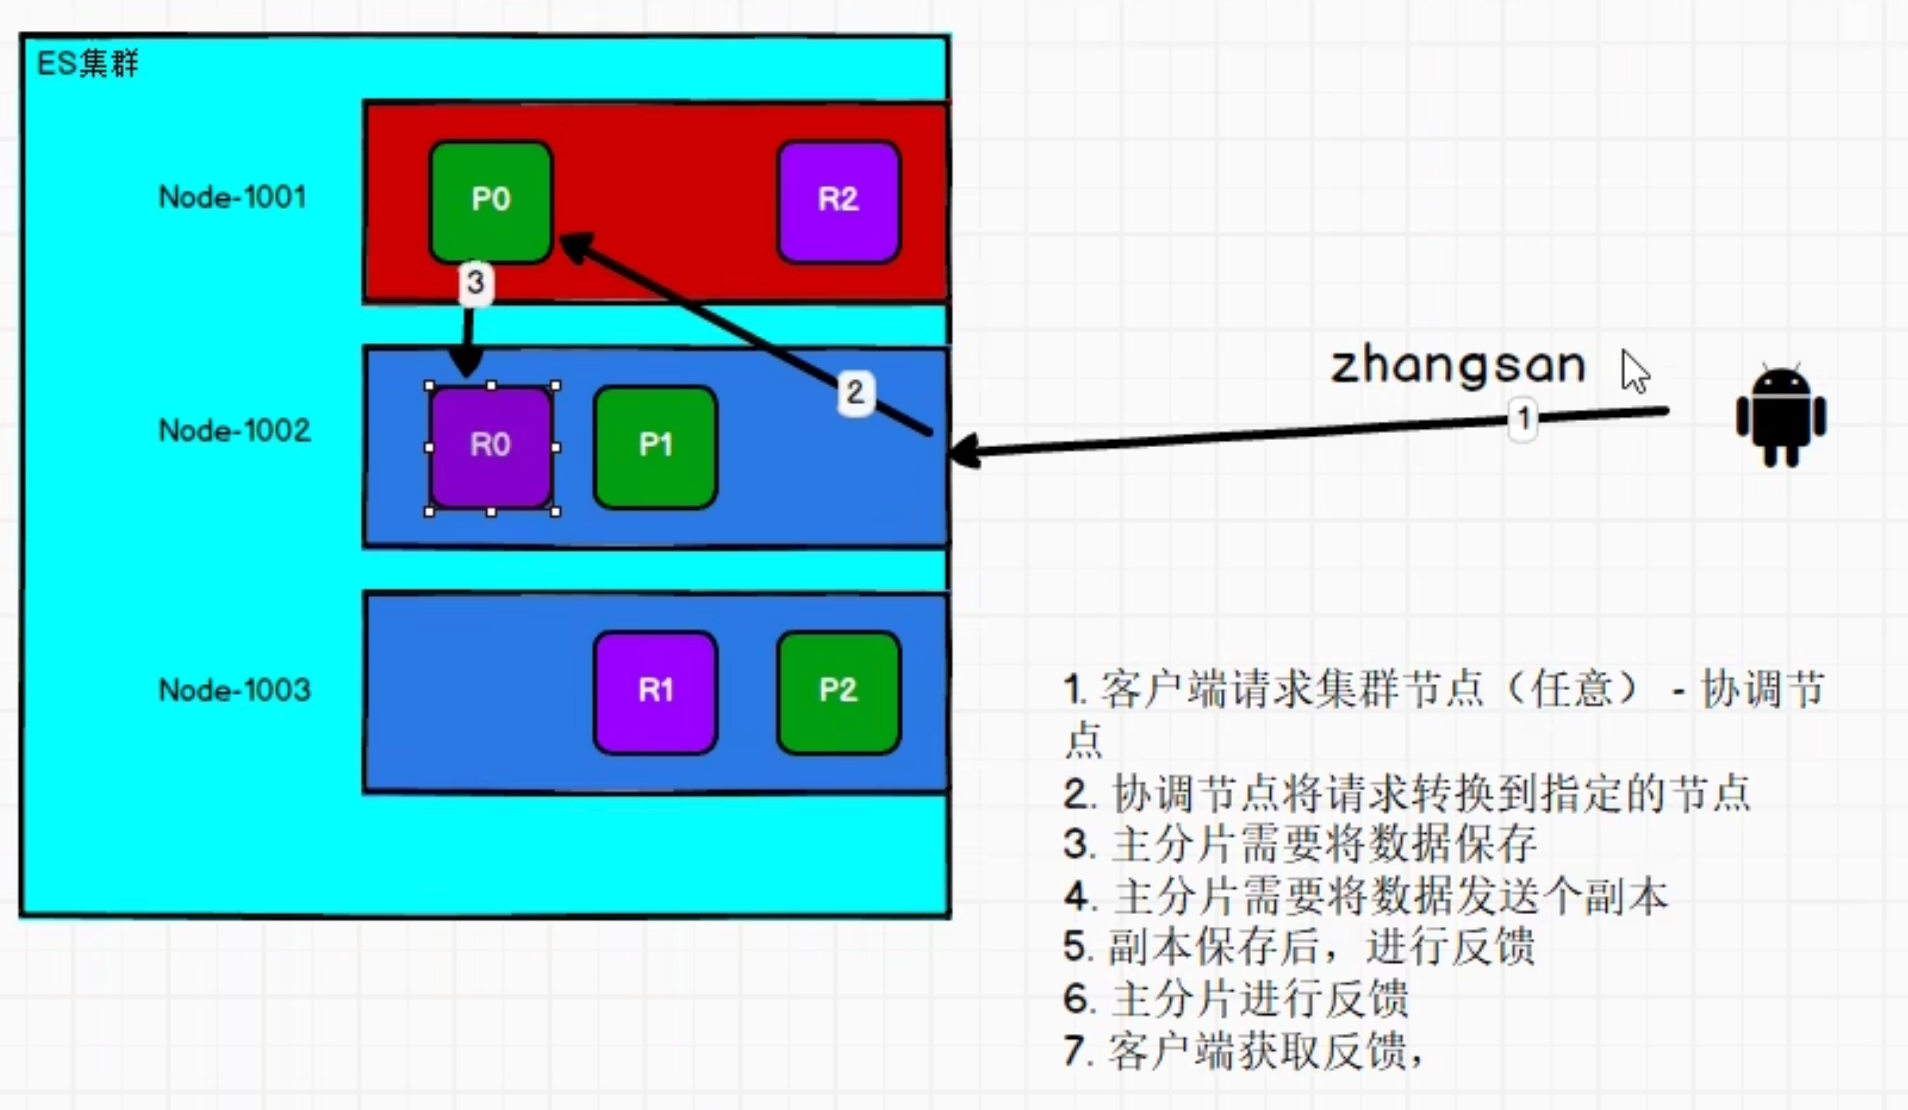 ES集群
Node-1001
P0
R2
3
2
Node-1002
R0
P1
zhangsan
1
Node-1003
R1
P2
1. 客户端请求集群节点（任意） - 协调节
点
2. 协调节点将请求转换到指定的节点
3. 主分片需要将数据保存
4. 主分片需要将数据发送个副本
5. 副本保存后，进行反馈
6. 主分片进行反馈
7. 客户端获取反馈，